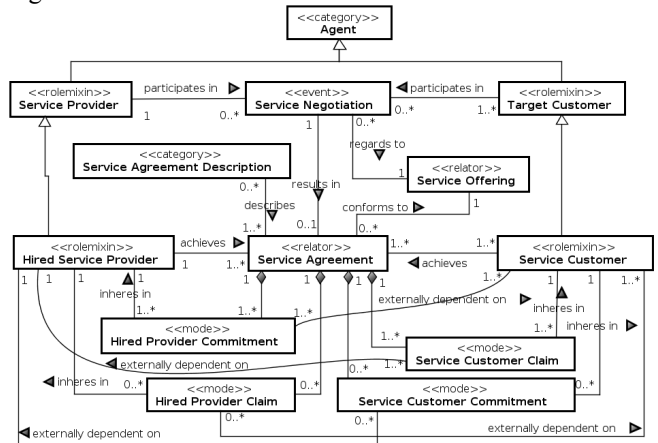 <<category>>
Agent
<<rolemixin>>
Service Provider
participates in
1
0..*
<<event>>
Service Negotiation
participates in
0..*
1..*
<<rolemixin>>
Target Customer
<<category>>
Service Agreement Description
0..*
1
0..*
regards to
1
<<relator>>
Service Offering
1
results in
describes
1..*
0..1
conforms to
0..*
<<rolemixin>>
Hired Service Provider
achieves
1
1..*
<<relator>>
Service Agreement
1..*
1..*
achieves
<<rolemixin>>
Service Customer
1
1
1
1
1
1
1
1
1..*
1
1
1..*
inheres in
externally dependent on
inheres in
1..*
1..*
1..*
1..*
inheres in
<<mode>>
Hired Provider Commitment
1..*
<<mode>>
Service Customer Claim
externally dependent on
1..*
0..*
inheres in
0..*
<<mode>>
Hired Provider Claim
0..*
<<mode>>
Service Customer Commitment
0..*
0..*
0..*
externally dependent on
externally dependent on